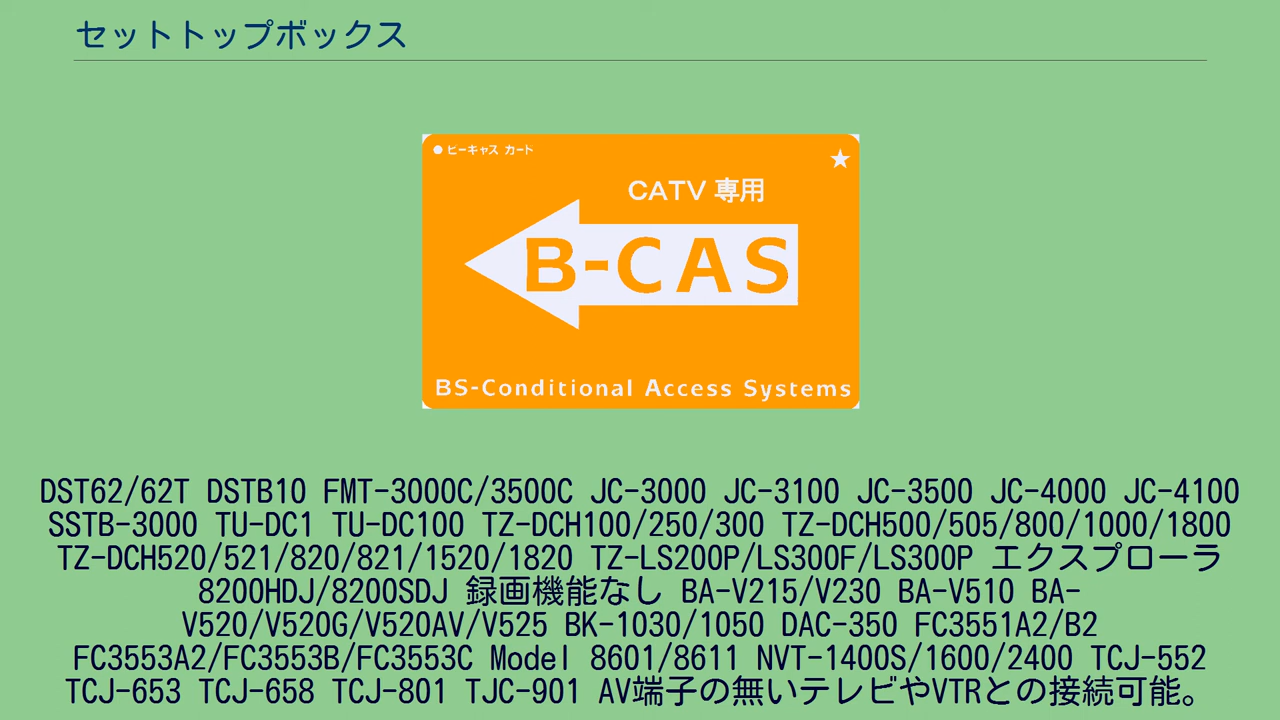 セットトップボックス
●ビーキャス カード
★
CATV 専用
B-CAS
BS-Conditional Access Systems
DST62/62T DSTB10 FMT-3000C/3500C JC-3000 JC-3100 JC-3500 JC-4000 JC-4100
SSTB-3000 TU-DC1 TU-DC100 TZ-DCH100/250/300 TZ-DCH500/505/800/1000/1800
TZ-DCH520/521/820/821/1520/1820 TZ-LS200P/LS300F/LS300P エクスプローラ
8200HDJ/8200SDJ 録画機能なし BA-V215/V230 BA-V510 BA-
V520/V520G/V520AV/V525 BK-1030/1050 DAC-350 FC3551A2/B2
FC3553A2/FC3553B/FC3553C Model 8601/8611 NVT-1400S/1600/2400 TCJ-552
TCJ-653 TCJ-658 TCJ-801 TJC-901 AV端子の無いテレビやVTRとの接続可能。